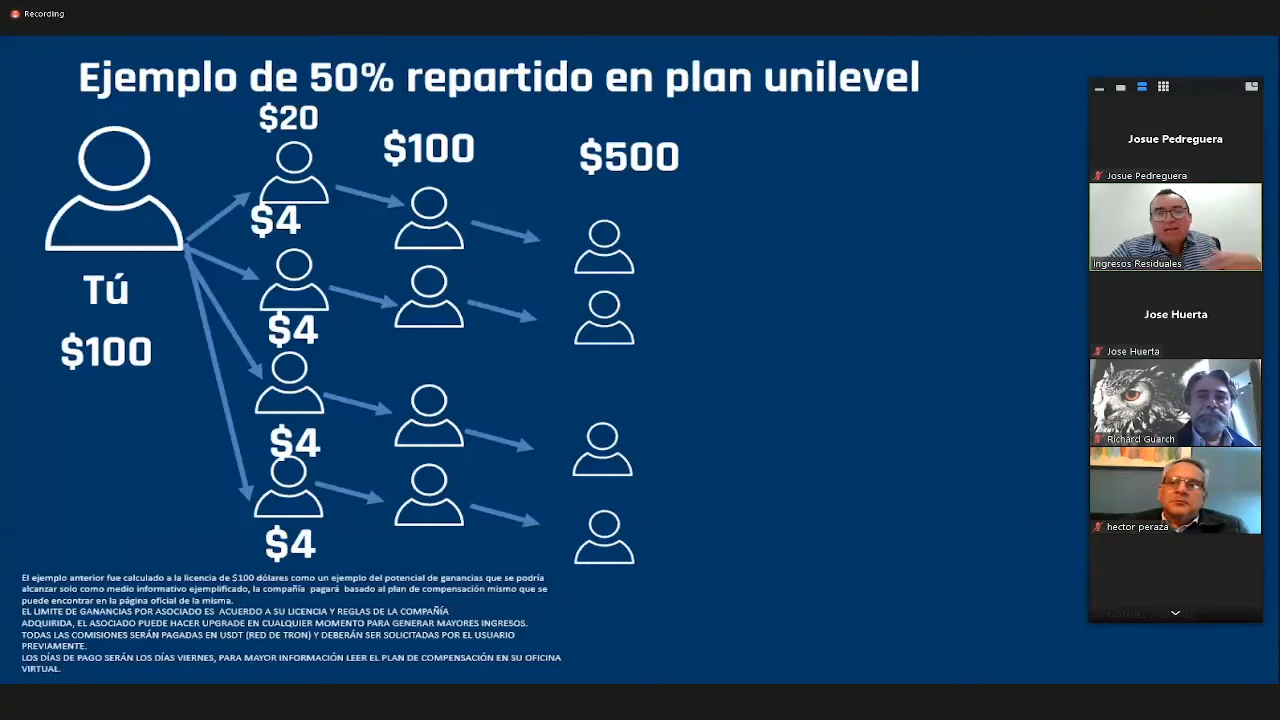 Recording
Ejemplo de 50% repartido en plan unilevel
$20
$100
$500
$4
Tú
$4
$100
$4
$4
El ejemplo anterior fue calculado a la licencia de $100 dólares como un ejemplo del potencial de ganancias que se podría
alcanzar solo como medio informativo ejemplificado, la compañía pagará basado al plan de compensación mismo que se
puede encontrar en la página oficial de la misma.
EL LIMITE DE GANANCIAS POR ASOCIADO ES ACUERDO A SU LICENCIA Y REGLAS DE LA COMPAÑÍA
ADQUIRIDA, EL ASOCIADO PUEDE HACER UPGRADE EN CUALQUIER MOMENTO PARA GENERAR MAYORES INGRESOS.
TODAS LAS COMISIONES SERÁN PAGADAS EN USDT (RED DE TRON) Y DEBERÁN SER SOLICITADAS POR EL USUARIO
PREVIAMENTE.
LOS DÍAS DE PAGO SERÁN LOS DÍAS VIERNES, PARA MAYOR INFORMACIÓN LEER EL PLAN DE COMPENSACIÓN EN SU OFICINA
VIRTUAL.
Josue Pedreguera
Josue Pedreguera
Ingresos Residuales
Jose Huerta
Jose Huerta
Richard Guarch
hector peraza